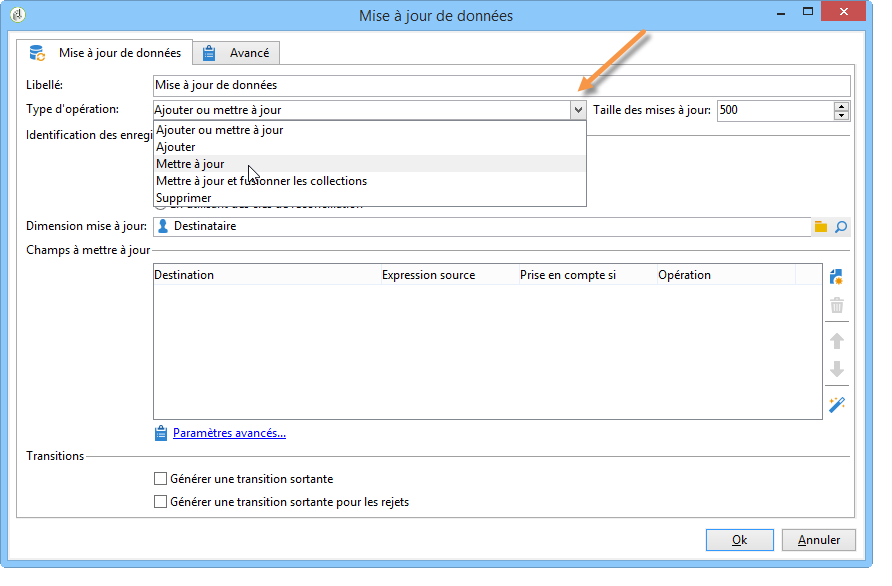 Mise à jour de données
Mise à jour de données Avancé
Libellé: Mise à jour de données
Type d'opération: Ajouter ou mettre à jour Taille des mises à jour: 500
Identification des enregi
Ajouter ou mettre à jour
Ajouter
Mettre à jour
Mettre à jour et fusionner les collections
Supprimer
Dimension mise à jour: Destinataire
Champs à mettre à jour
Destination Expression source Prise en compte si Opération
Paramètres avancés...
Transitions
Générer une transition sortante
Générer une transition sortante pour les rejets
Ok Annuler